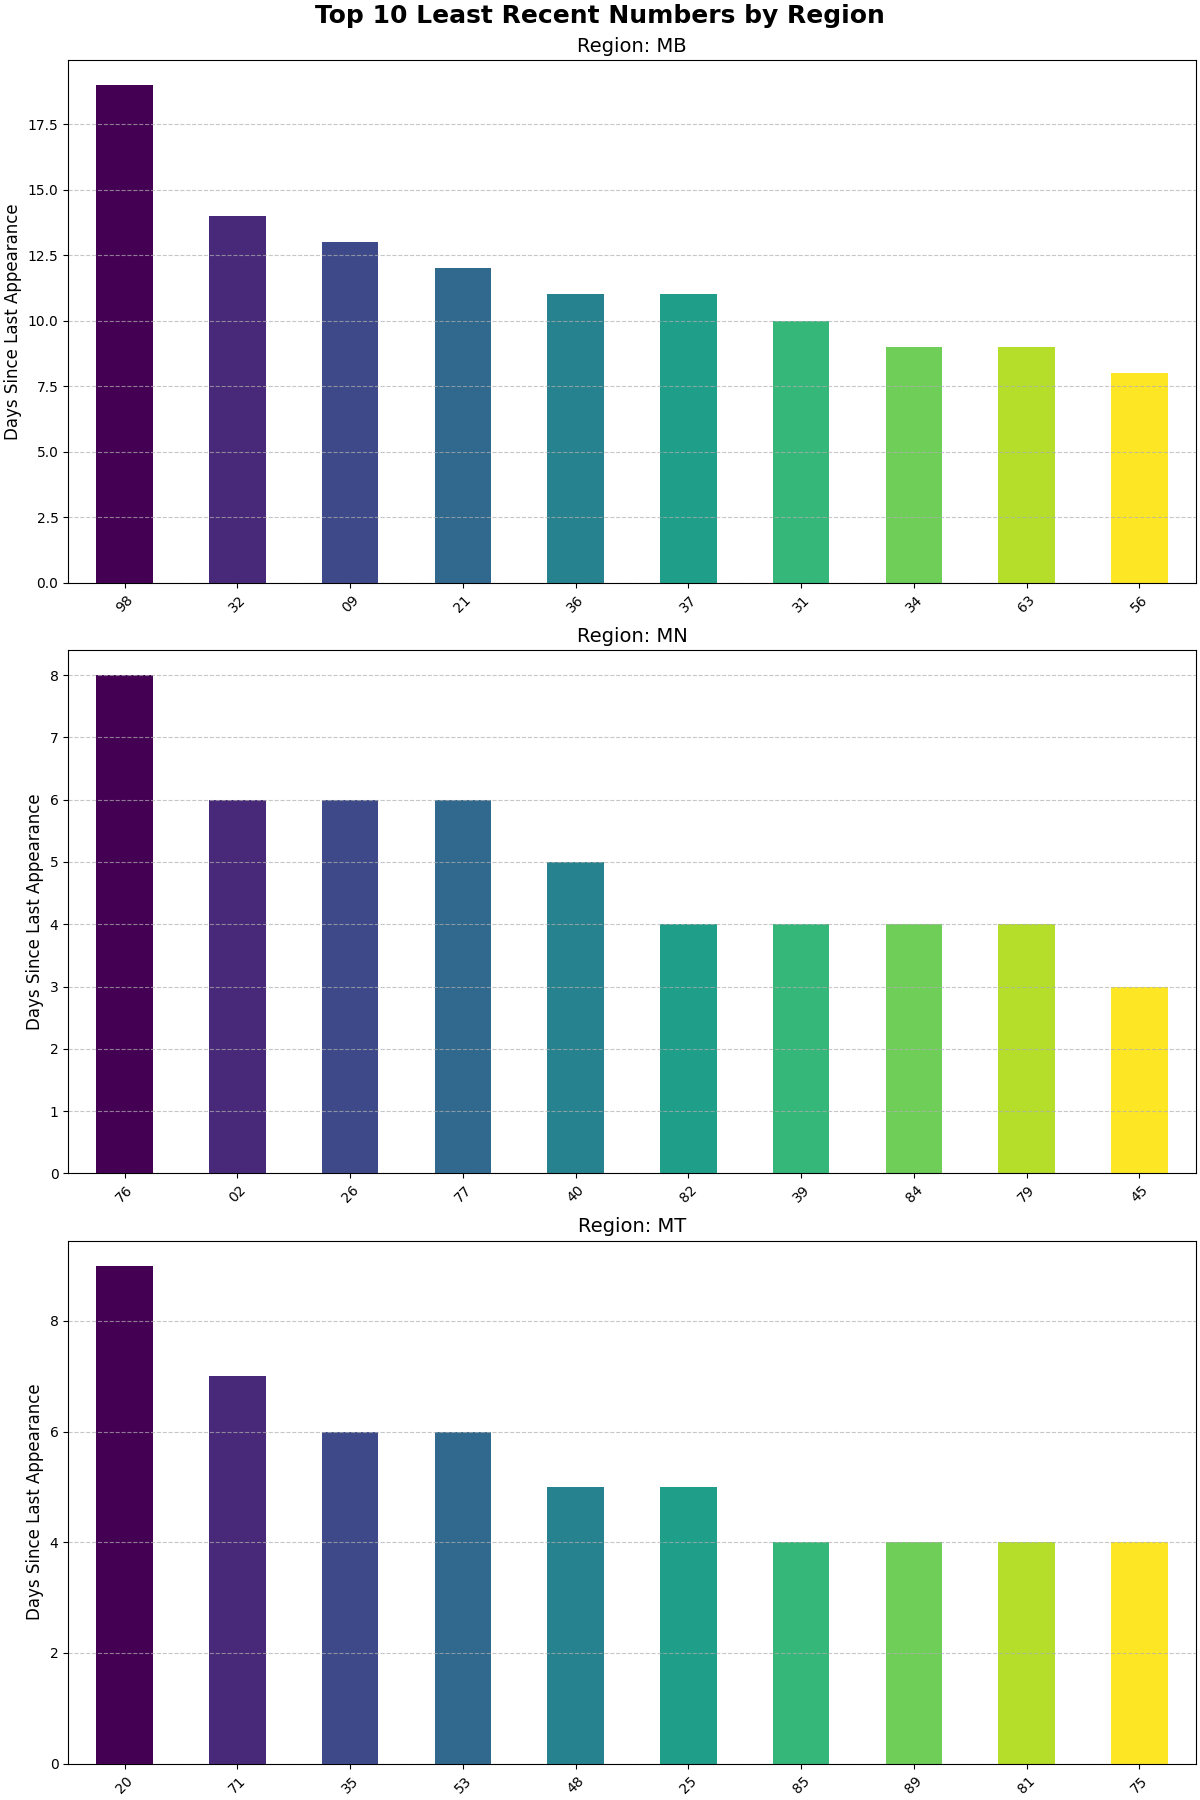 Top 10 Least Recent Numbers by Region
Region: MB
Days Since Last Appearance
17.5
15.0
12.5
10.0
7.5
5.0
2.5
0.0
98 32 09 21 36 37 31 34 63 56
Region: MN
Days Since Last Appearance
8
7
6
5
4
3
2
1
0
76 02 26 77 40 82 39 84 79 45
Region: MT
Days Since Last Appearance
8
6
4
2
0
20 71 35 53 48 25 85 89 81 75